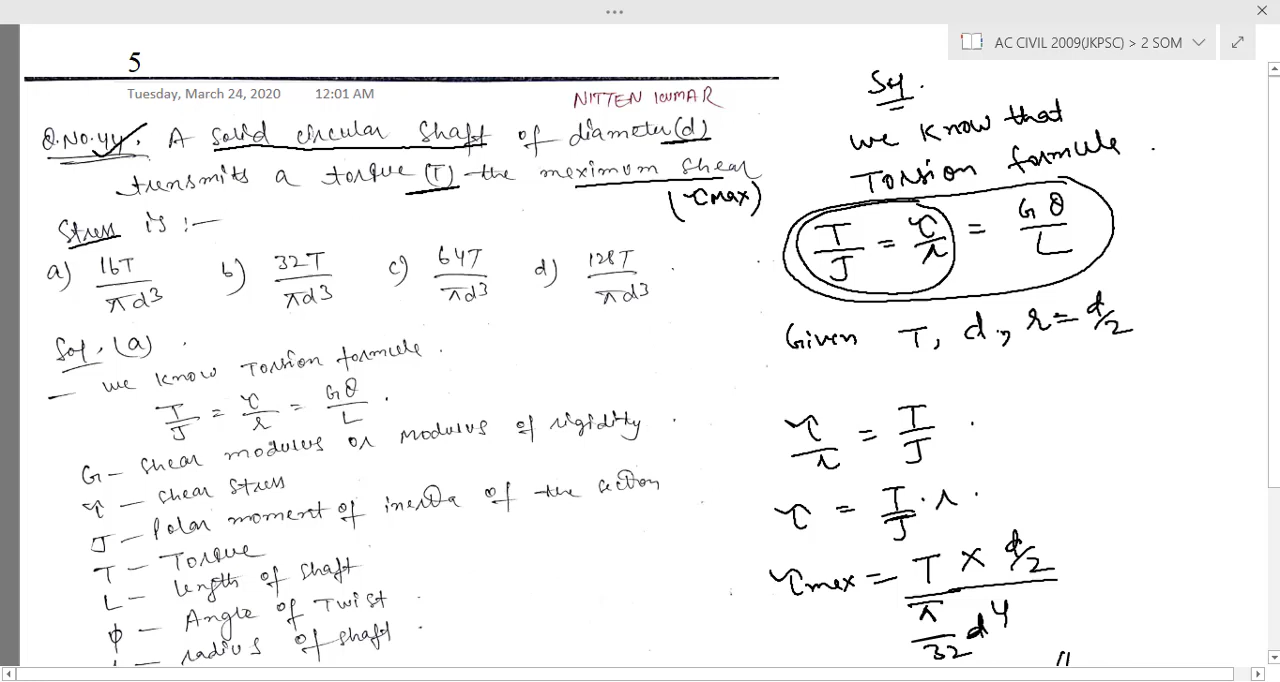 AC CIVIL 2009(JKPSC) > 2 SOM
5
Tuesday, March 24, 2020 12:01 AM
NITTEN KUMAR
Q.NO.44. A solid circular shaft of diameter (d)
transmits a torque (T) the maximum shear
(τmax)
Stress is :-
a) 16T/πd3 b) 32T/πd3 c) 64T/πd3 d) 128T/πd3
Sol. (a)
- we know Torsion formula.
T/J = τ/r = Gθ/L
G - shear modulus or modulus of rigidity
τ - shear stress
J - Polar moment of inertia of the
T - Torque
L - length of shaft
ϕ - Angle of Twist
radius of shaft
Sol.
we know that
Torsion formula.
T/J = τ/r = Gθ/L
Given T, d, r = d/2
τ/r = T/J
τ = T/J . r
τmax = T × d/2 / π/32 d4